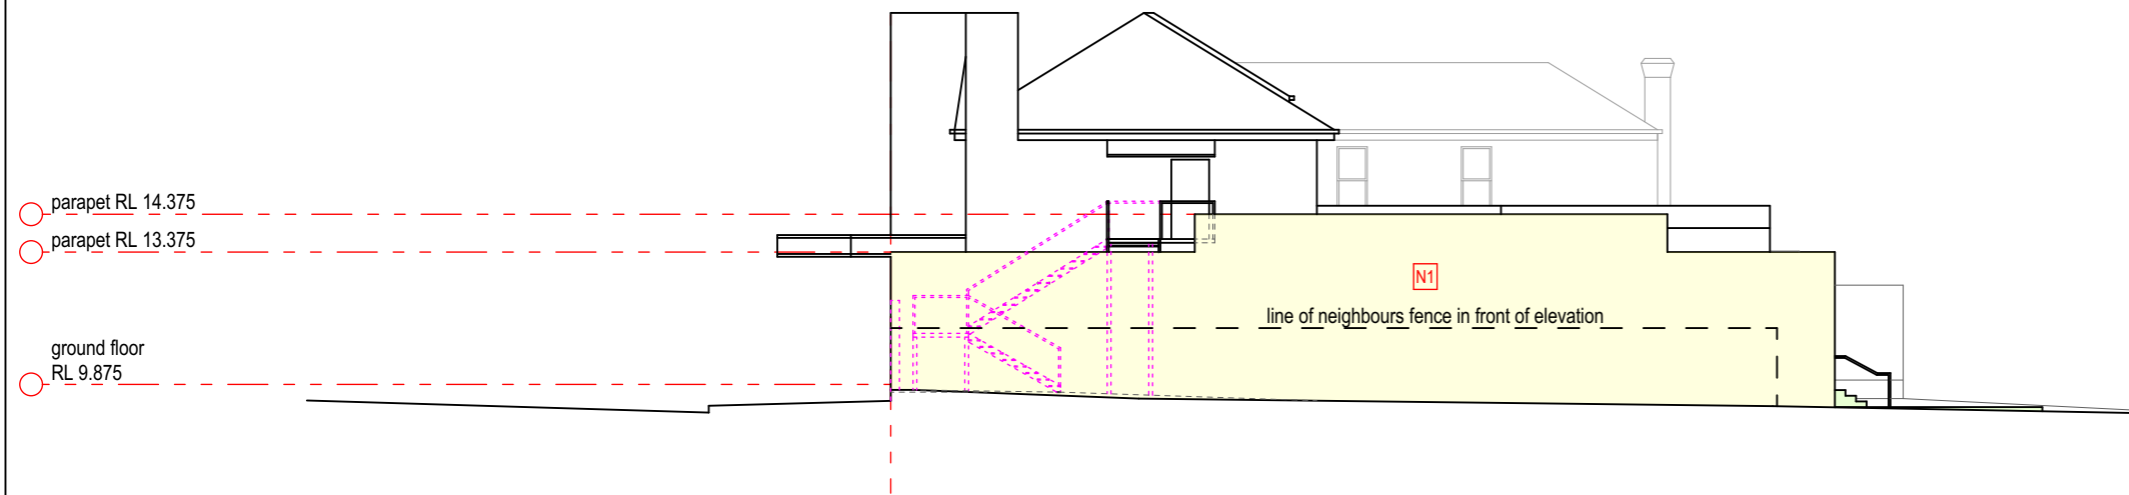 parapet RL 14.375
parapet RL 13.375
N1
line of neighbours fence in front of elevation
ground floor
RL 9.875